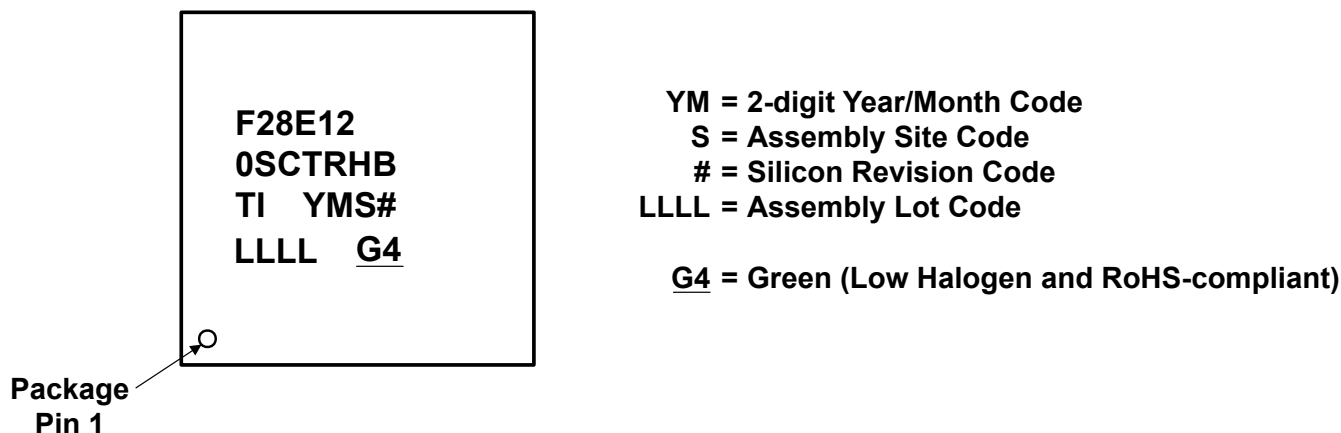 F28E12
0SCTRHB
TI YMS#
LLLL G4
Package
Pin 1
YM = 2-digit Year/Month Code
S = Assembly Site Code
# = Silicon Revision Code
LLLL = Assembly Lot Code
G4 = Green (Low Halogen and RoHS-compliant)